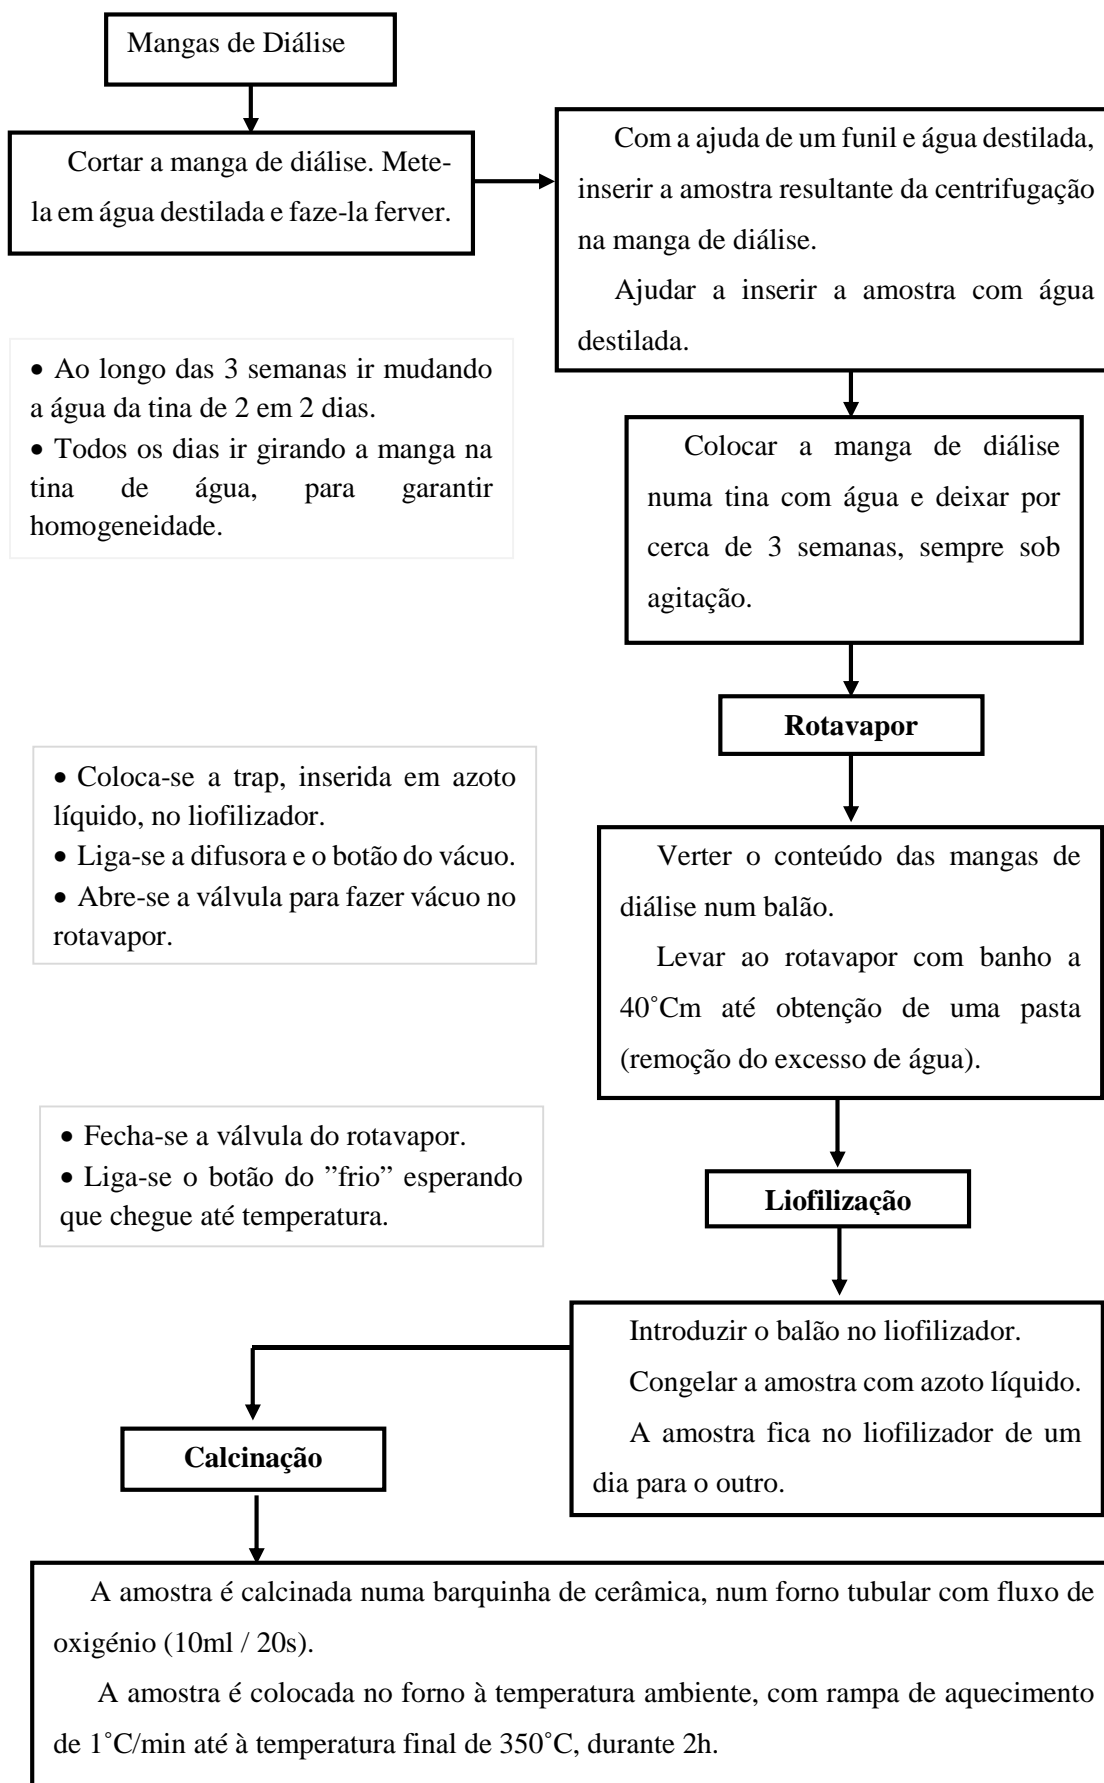 Mangas de Diálise
Cortar a manga de diálise. Mete-
la em água destilada e faze-la ferver.
Com a ajuda de um funil e água destilada,
inserir a amostra resultante da centrifugação
na manga de diálise.
Ajudar a inserir a amostra com água
destilada.
• Ao longo das 3 semanas ir mudando
a água da tina de 2 em 2 dias.
• Todos os dias ir girando a manga na
tina de água, para garantir
homogeneidade.
Colocar a manga de diálise
numa tina com água e deixar por
cerca de 3 semanas, sempre sob
agitação.
Rotavapor
• Coloca-se a trap, inserida em azoto
líquido, no liofilizador.
• Liga-se a difusora e o botão do vácuo.
• Abre-se a válvula para fazer vácuo no
rotavapor.
Verter o conteúdo das mangas de
diálise num balão.
Levar ao rotavapor com banho a
40˚Cm até obtenção de uma pasta
(remoção do excesso de água).
• Fecha-se a válvula do rotavapor.
• Liga-se o botão do ”frio” esperando
que chegue até temperatura.
Liofilização
Introduzir o balão no liofilizador.
Congelar a amostra com azoto líquido.
A amostra fica no liofilizador de um
dia para o outro.
Calcinação
A amostra é calcinada numa barquinha de cerâmica, num forno tubular com fluxo de
oxigénio (10ml / 20s).
A amostra é colocada no forno à temperatura ambiente, com rampa de aquecimento
de 1˚C/min até à temperatura final de 350˚C, durante 2h.